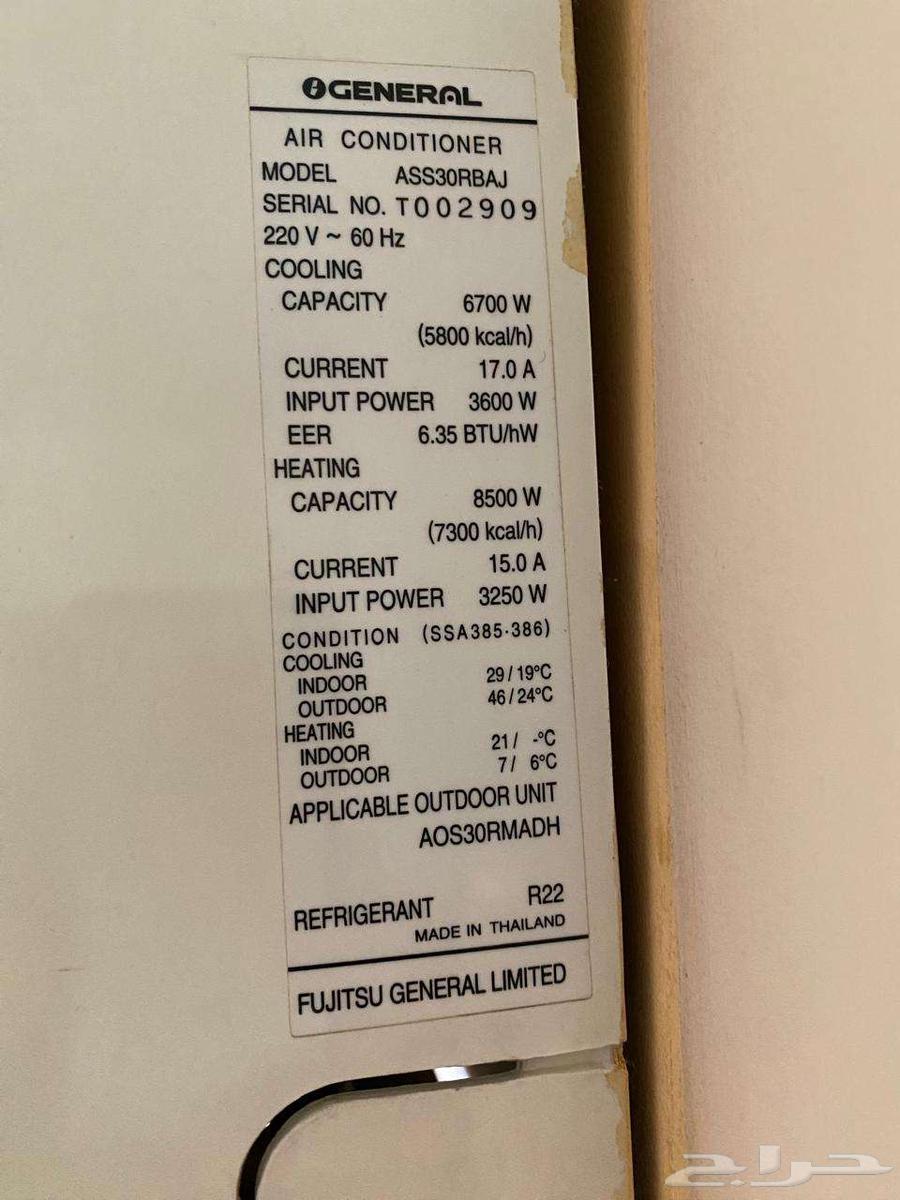 GENERAL
AIR CONDITIONER
MODEL ASS30RBAJ
SERIAL NO. T002909
220 V ~ 60 Hz
COOLING
CAPACITY 6700 W
(5800 kcal/h)
CURRENT 17.0 A
INPUT POWER 3600 W
EER 6.35 BTU/hW
HEATING
CAPACITY 8500 W
(7300 kcal/h)
CURRENT 15.0 A
INPUT POWER 3250 W
CONDITION (SSA385·386)
COOLING
INDOOR 29/19°C
OUTDOOR 46/24°C
HEATING
INDOOR 21/ -°C
OUTDOOR 7/ 6°C
APPLICABLE OUTDOOR UNIT
AOS30RMADH
REFRIGERANT R22
MADE IN THAILAND
FUJITSU GENERAL LIMITED
حراج